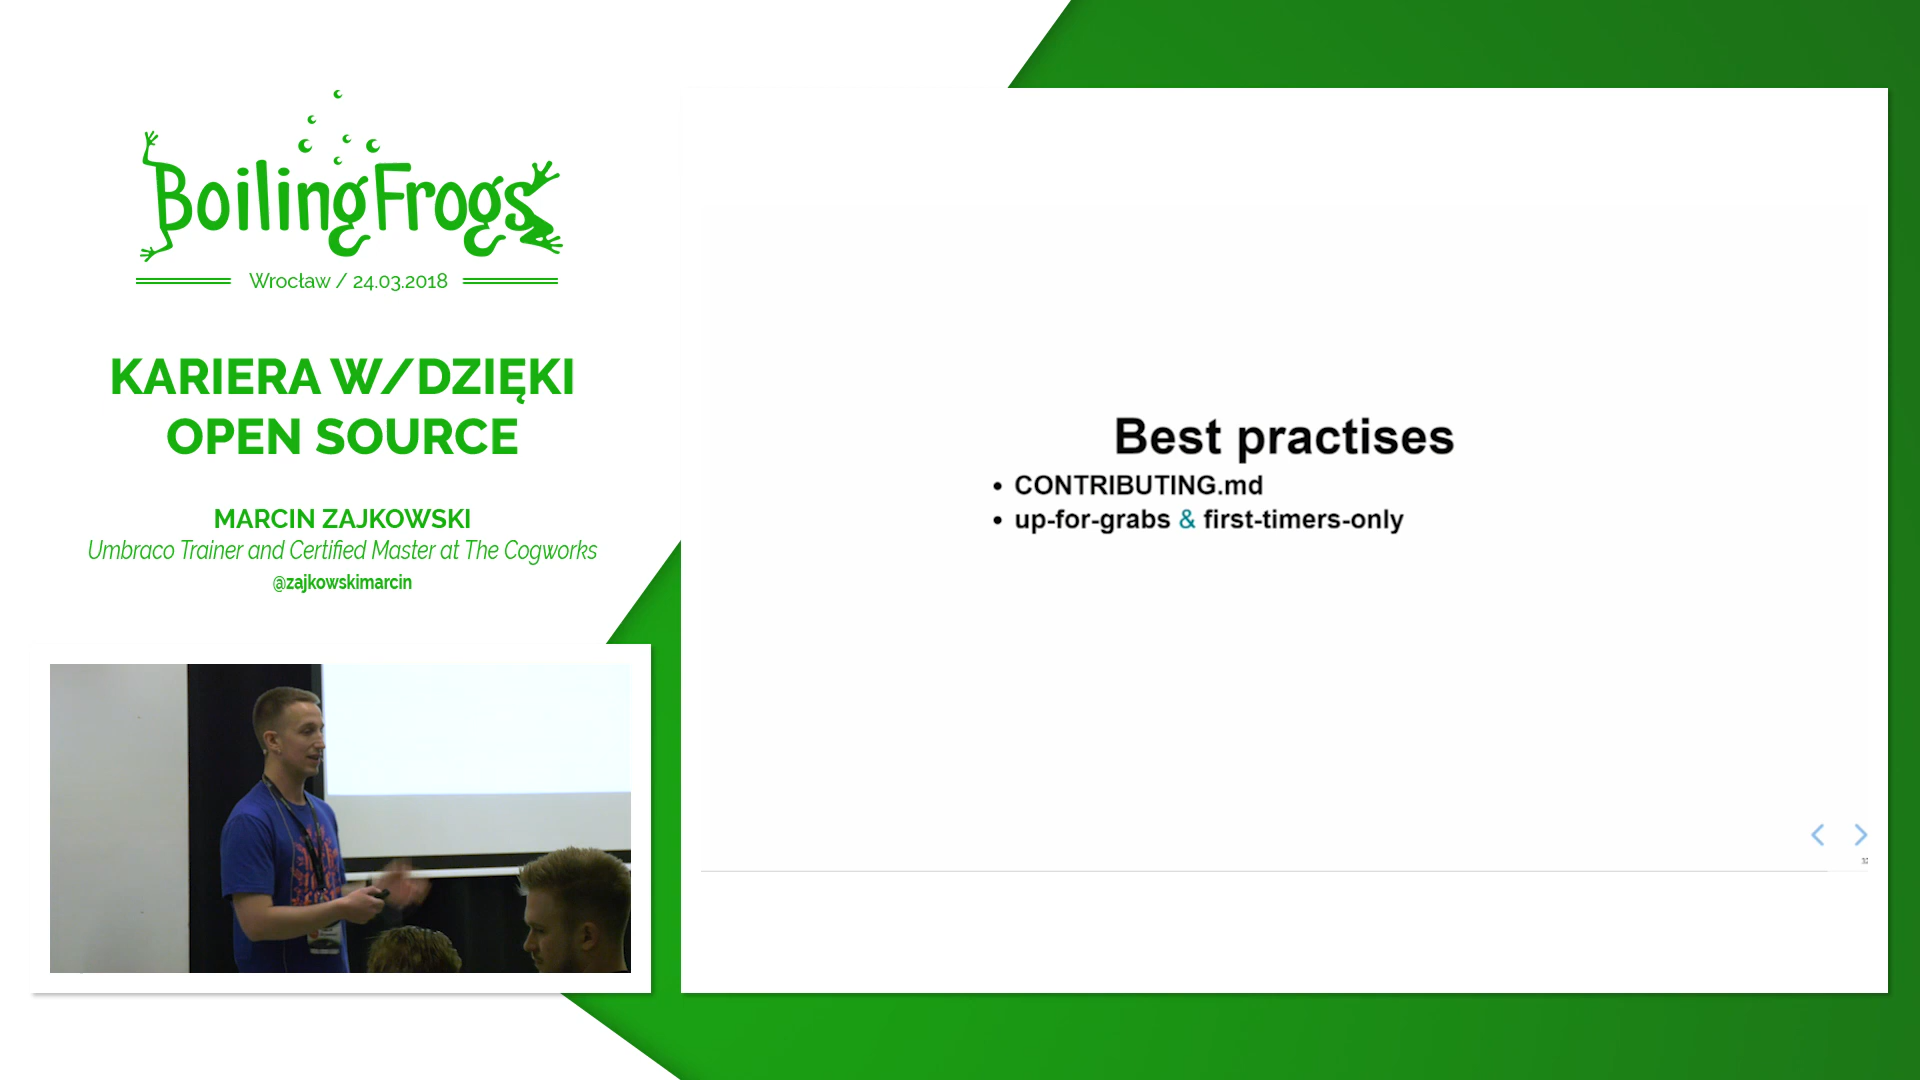 BoilingFrogs
Wrocław / 24.03.2018
KARIERA W/DZIĘKI
OPEN SOURCE
MARCIN ZAJKOWSKI
Umbraco Trainer and Certified Master at The Cogworks
@zajkowskimarcin
Best practises
• CONTRIBUTING.md
• up-for-grabs & first-timers-only